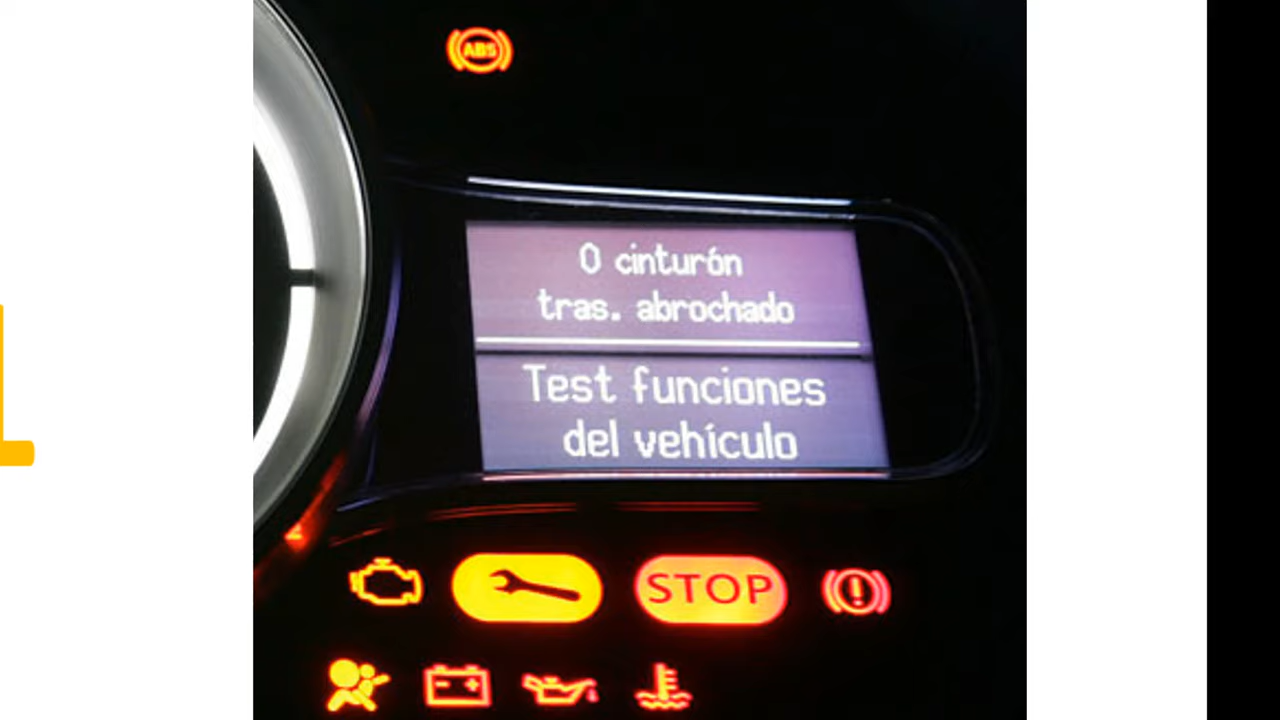 ABS
0 cinturón
tras. abrochado
Test funciones
del vehículo
STOP